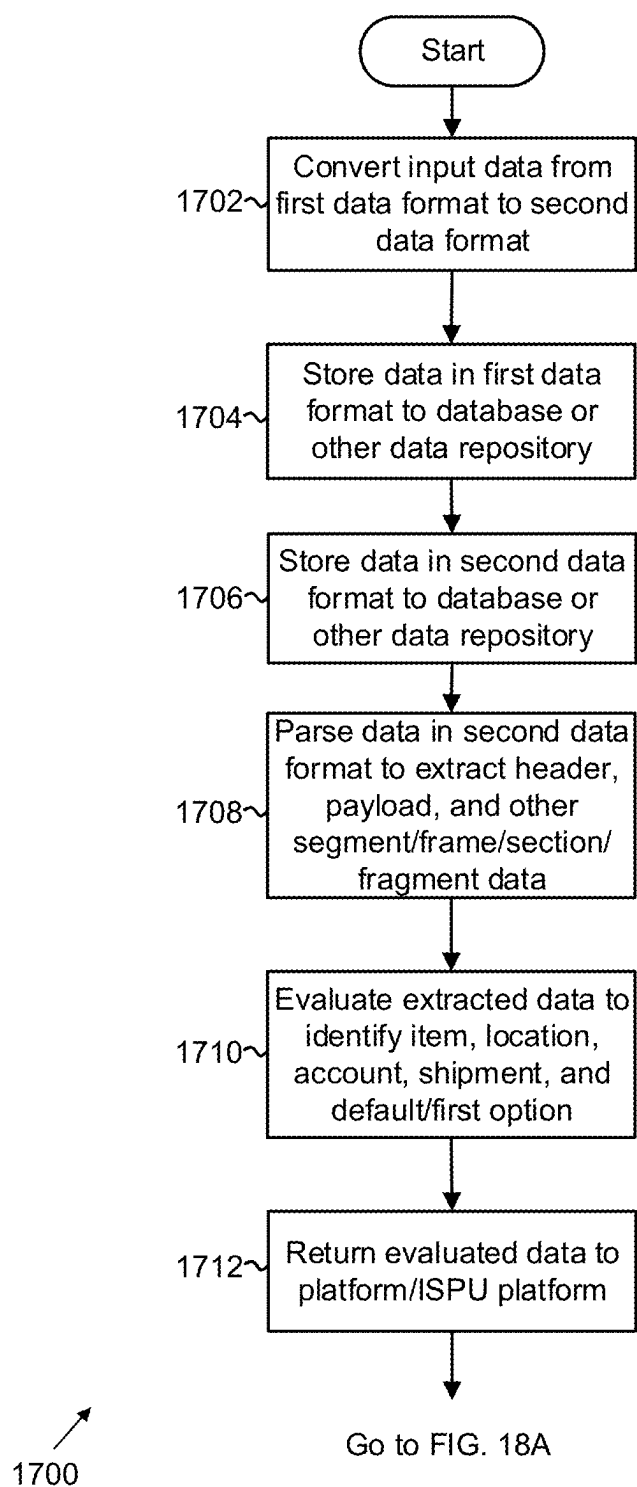 Start
1702
Convert input data from
first data format to second
data format
1704
Store data in first data
format to database or
other data repository
1706
Store data in second data
format to database or
other data repository
1708
Parse data in second data
format to extract header,
payload, and other
segment/frame/section/
fragment data
1710
Evaluate extracted data to
identify item, location,
account, shipment, and
default/first option
1712
Return evaluated data to
platform/ISPU platform
Go to FIG. 18A
1700